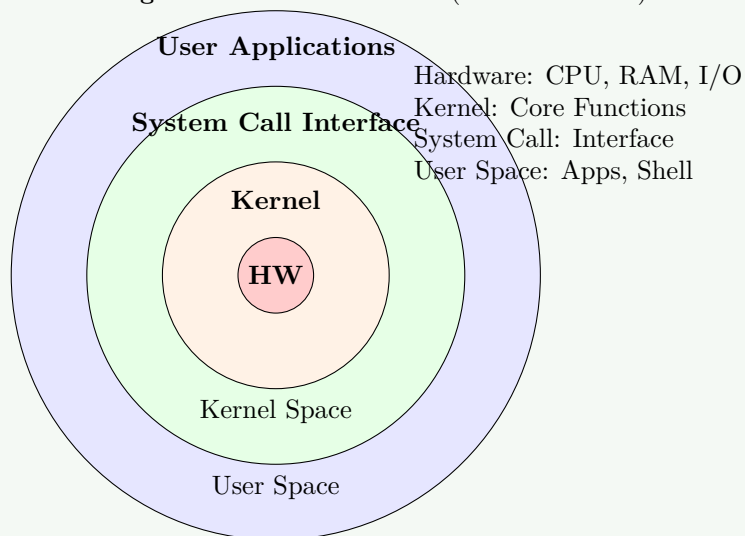 User Applications
Hardware: CPU, RAM, I/O
Kernel: Core Functions
System Call Interface
System Call: Interface
User Space: Apps, Shell
Kernel
HW
Kernel Space
User Space